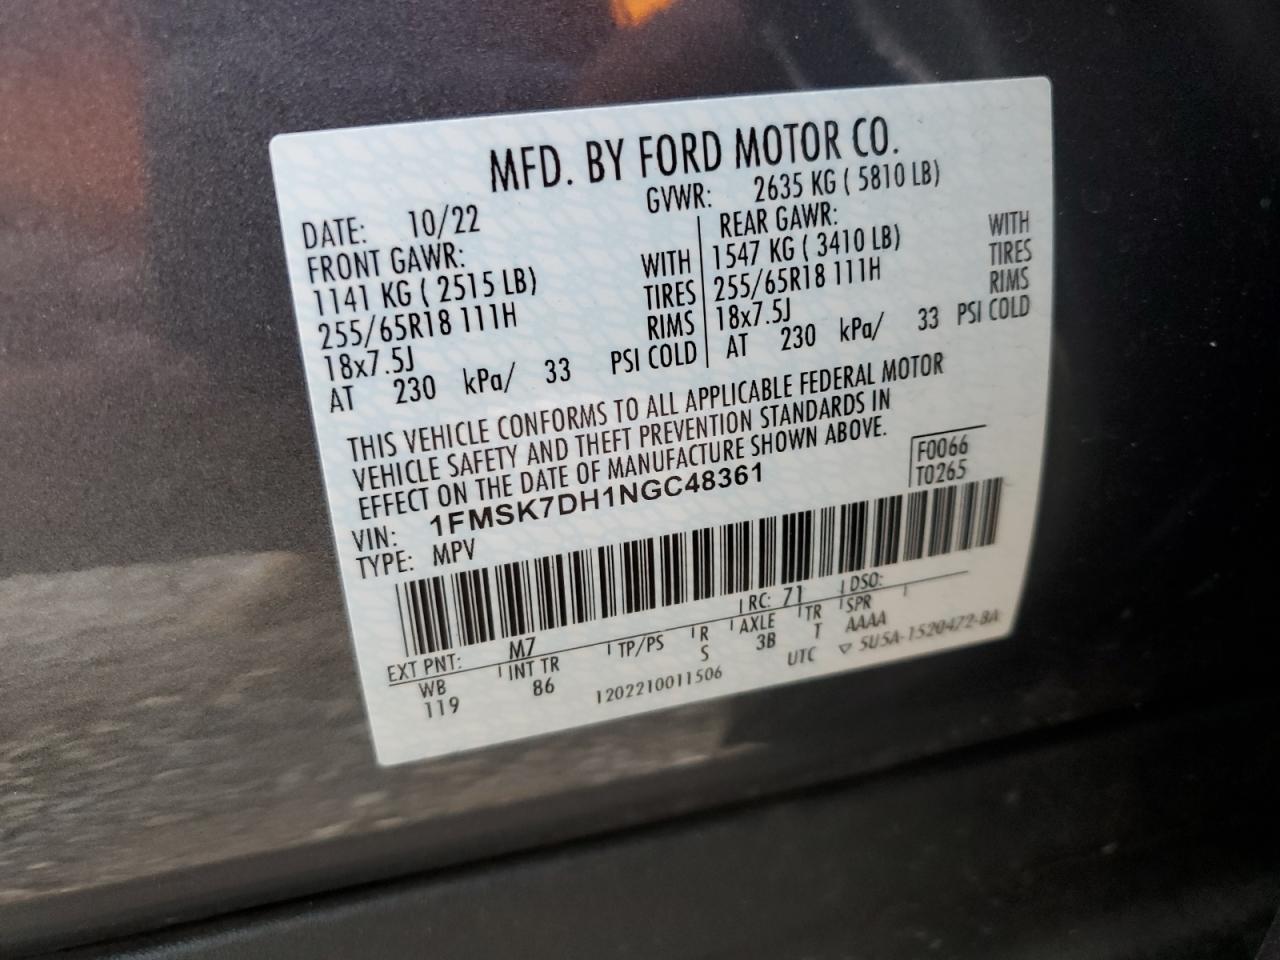 MFD. BY FORD MOTOR CO.
DATE: 10/22 GVWR: 2635 KG ( 5810 LB)
FRONT GAWR: REAR GAWR:
1141 KG ( 2515 LB) WITH 1547 KG ( 3410 LB) WITH
255/65R18 111H TIRES 255/65R18 111H TIRES
18x7.5J RIMS 18x7.5J RIMS
AT 230 kPa/ 33 PSI COLD AT 230 kPa/ 33 PSI COLD
THIS VEHICLE CONFORMS TO ALL APPLICABLE FEDERAL MOTOR
VEHICLE SAFETY AND THEFT PREVENTION STANDARDS IN
EFFECT ON THE DATE OF MANUFACTURE SHOWN ABOVE.
F0066
VIN: 1FMSK7DH1NGC48361 T0265
TYPE: MPV
EXT PNT: M7 RC: 71 DSO:
WB INT TR TP/PS R AXLE TR SPR
119 86 S 3B T AAAA
1202210011506 UTC ▽ 5U5A-1520472-BA